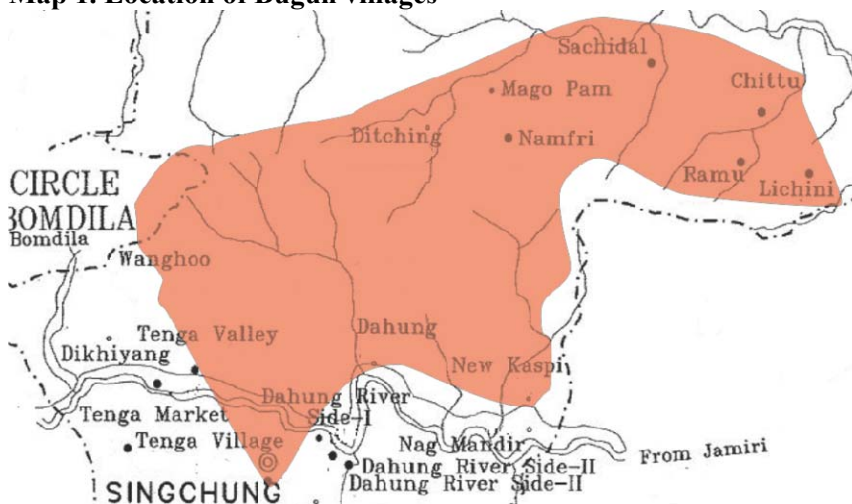 Map 1. Location of Bugun villages
Sachidal
Chittu
Mago Pam
Ditching
Namfri
CIRCLE
BOMDILA
Ramu
Lichini
Bomdila
Wanghoo
Tenga Valley
Dahung
Dikhiyang
New Kaspi
Dahung River
Side-I
Tenga Market
Tenga Village
Nag Mandir
From Jamiri
Dahung River Side-II
Dahung River Side-II
SINGCHUNG